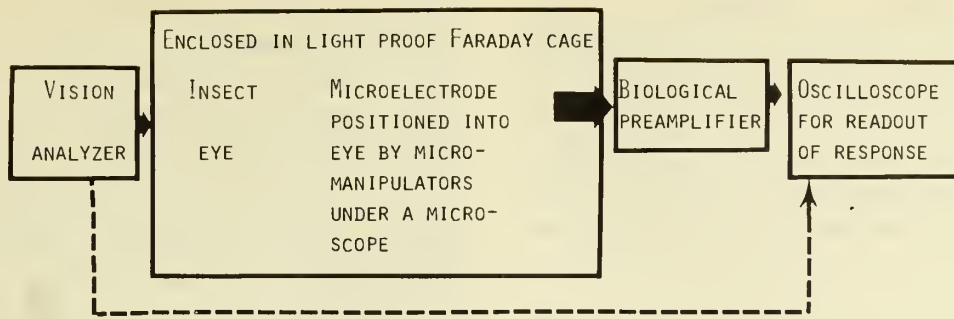 VISION
ANALYZER
ENCLOSED IN LIGHT PROOF FARADAY CAGE
INSECT
EYE
MICROELECTRODE
POSITIONED INTO
EYE BY MICRO-
MANIPULATORS
UNDER A MICRO-
SCOPE
BIOLOGICAL
PREAMPLIFIER
OSCILLOSCOPE
FOR READOUT
OF RESPONSE